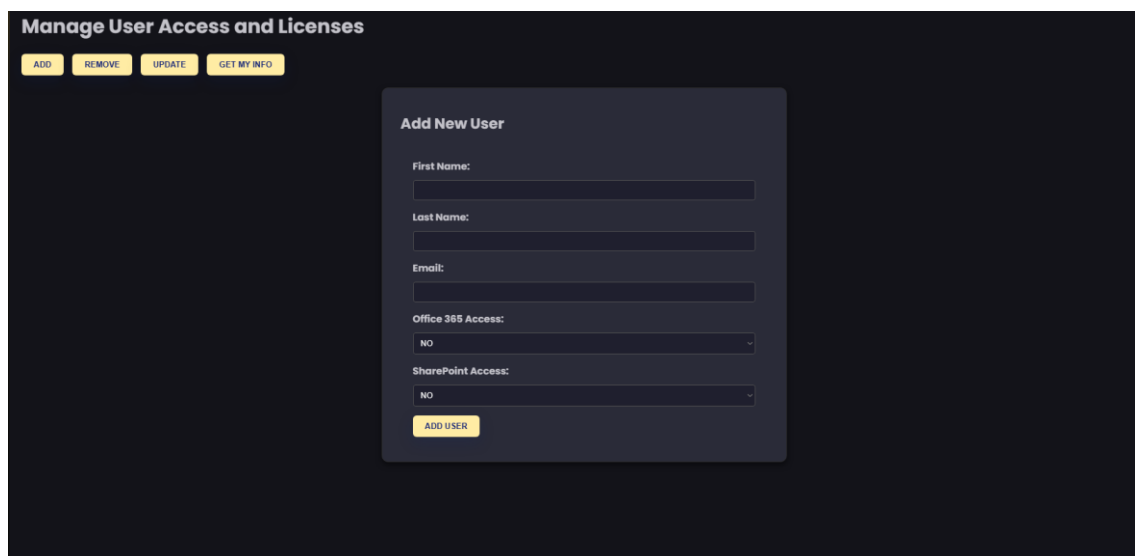 Manage User Access and Licenses
ADD REMOVE UPDATE GET MY INFO
Add New User
First Name:
Last Name:
Email:
Office 365 Access:
NO
SharePoint Access:
NO
ADD USER